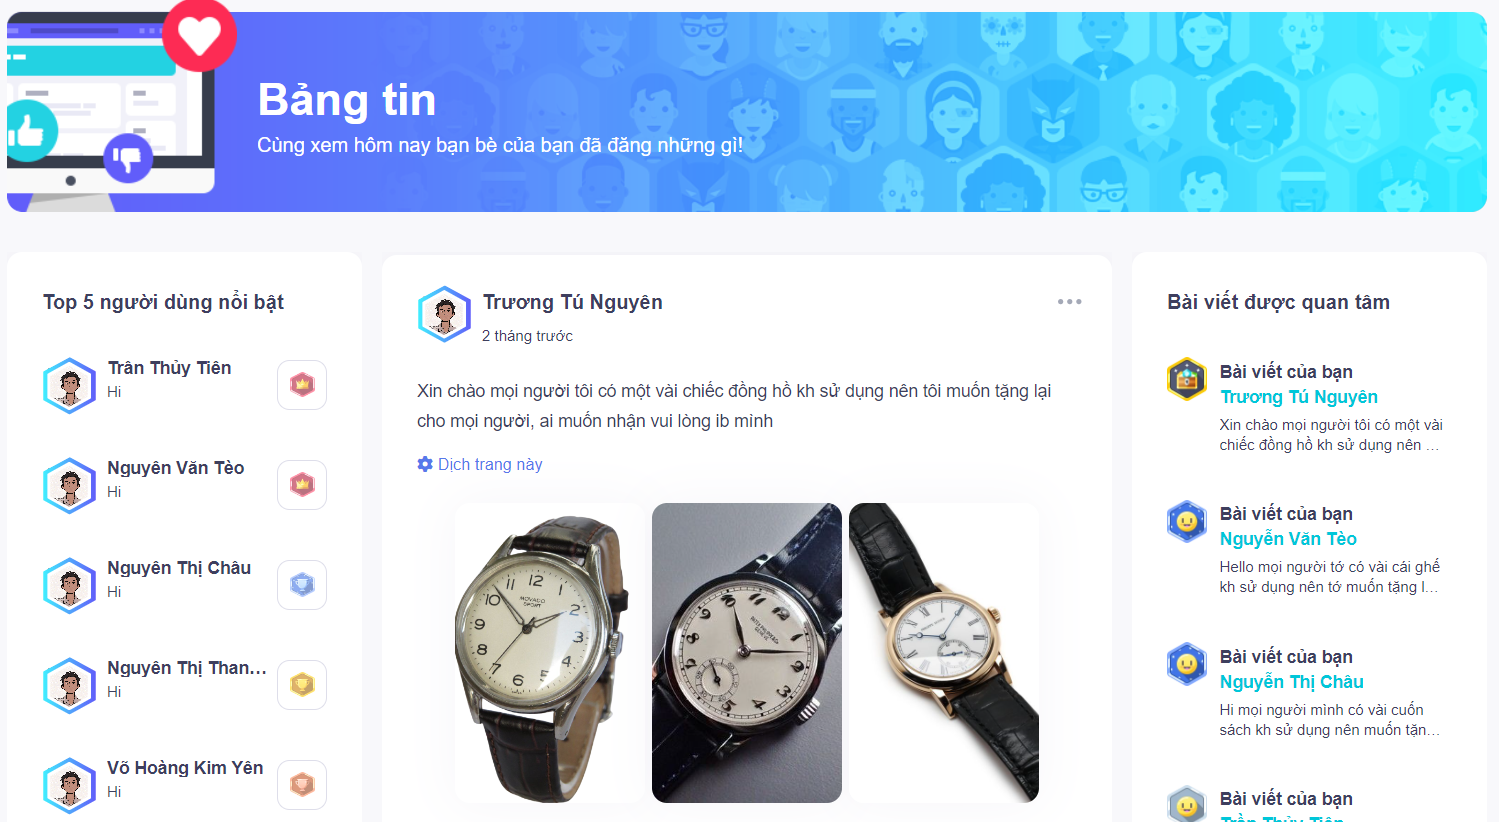 Bảng tin
Cùng xem hôm nay bạn bè của bạn đã đăng những gì!
Top 5 người dùng nổi bật
Trần Thủy Tiên
Hi
Nguyễn Văn Tèo
Hi
Nguyễn Thị Châu
Hi
Nguyễn Thị Than...
Hi
Võ Hoàng Kim Yên
Hi
Trương Tú Nguyên
2 tháng trước
Xin chào mọi người tôi có một vài chiếc đồng hồ kh sử dụng nên tôi muốn tặng lại
cho mọi người, ai muốn nhận vui lòng ib mình
Dịch trang này
12
11
10
9
8
7
6
5
4
3
2
MOVADO
SPORT
PATEK PHILIPPE & Co
GENEVE
Bài viết được quan tâm
Bài viết của bạn
Trương Tú Nguyên
Xin chào mọi người tôi có một vài
chiếc đồng hồ kh sử dụng nên ...
Bài viết của bạn
Nguyễn Văn Tèo
Hello mọi người tớ có vài cái ghế
kh sử dụng nên tớ muốn tặng l...
Bài viết của bạn
Nguyễn Thị Châu
Hi mọi người mình có vài cuốn
sách kh sử dụng nên muốn tặn...
Bài viết của bạn
Trần Thủy Tiên